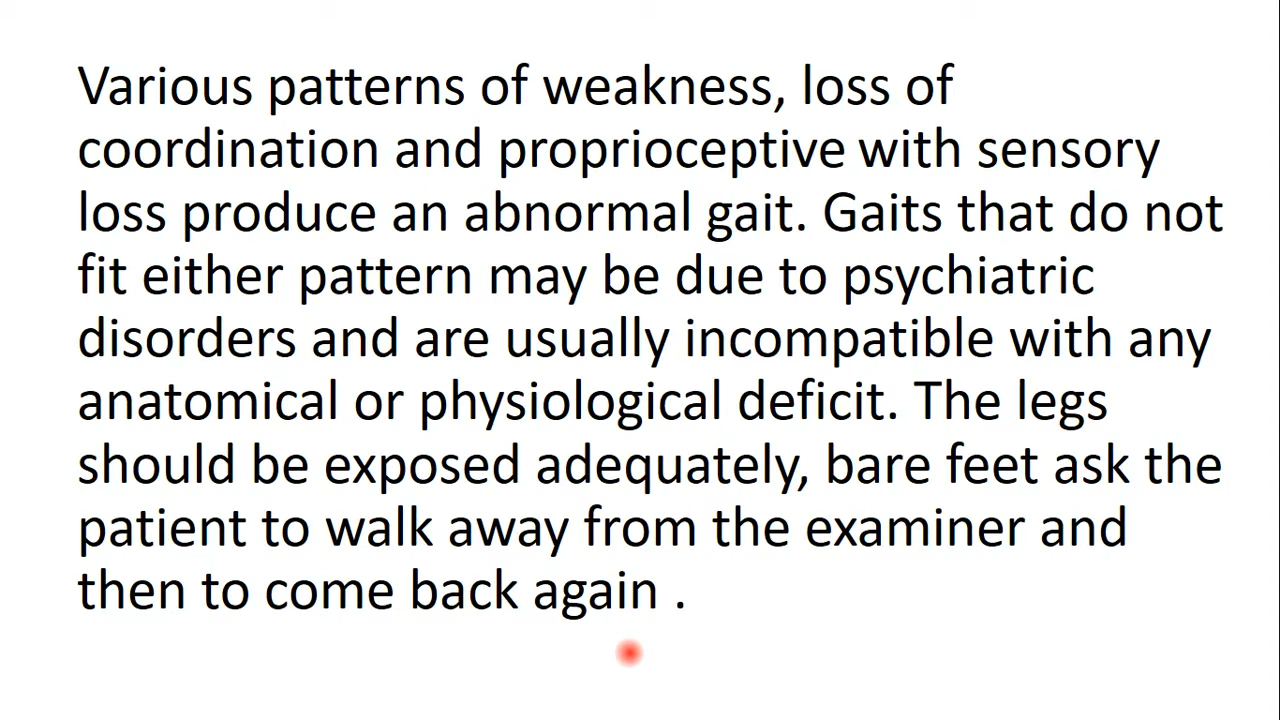 Various patterns of weakness, loss of
coordination and proprioceptive with sensory
loss produce an abnormal gait. Gaits that do not
fit either pattern may be due to psychiatric
disorders and are usually incompatible with any
anatomical or physiological deficit. The legs
should be exposed adequately, bare feet ask the
patient to walk away from the examiner and
then to come back again .